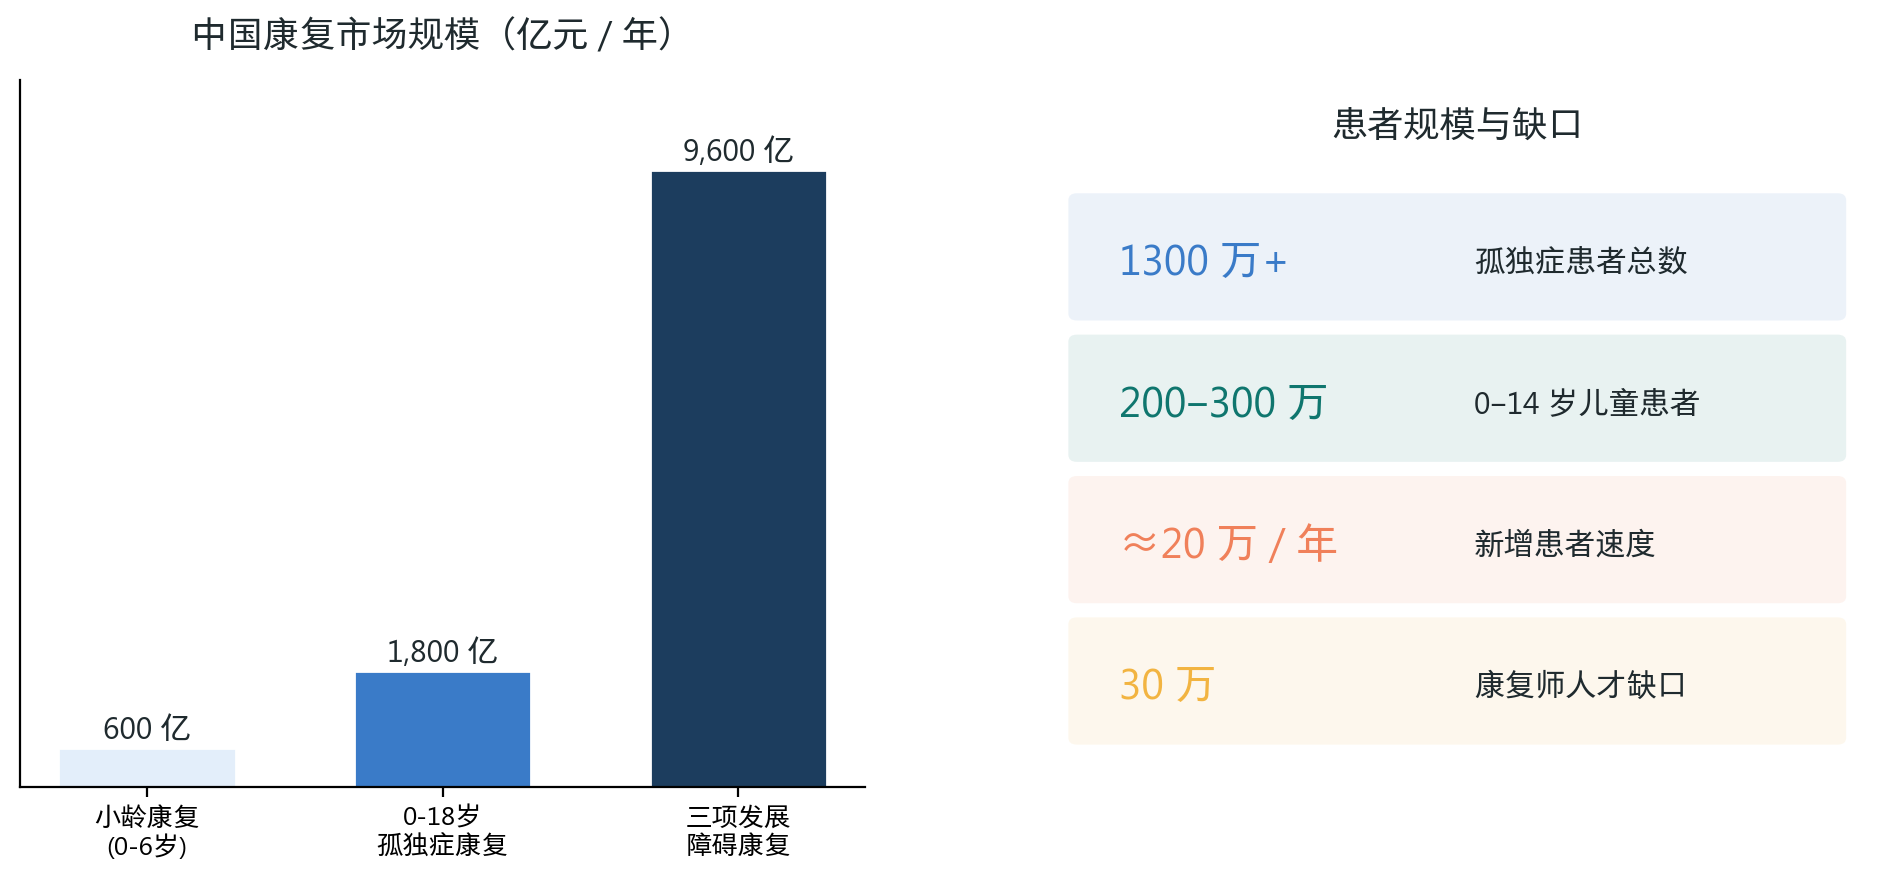 中国康复市场规模（亿元 / 年）
9,600 亿
1,800 亿
600 亿
小龄康复
(0-6岁)
0-18岁
孤独症康复
三项发展
障碍康复
患者规模与缺口
1300 万+
孤独症患者总数
200–300 万
0–14 岁儿童患者
≈20 万 / 年
新增患者速度
30 万
康复师人才缺口